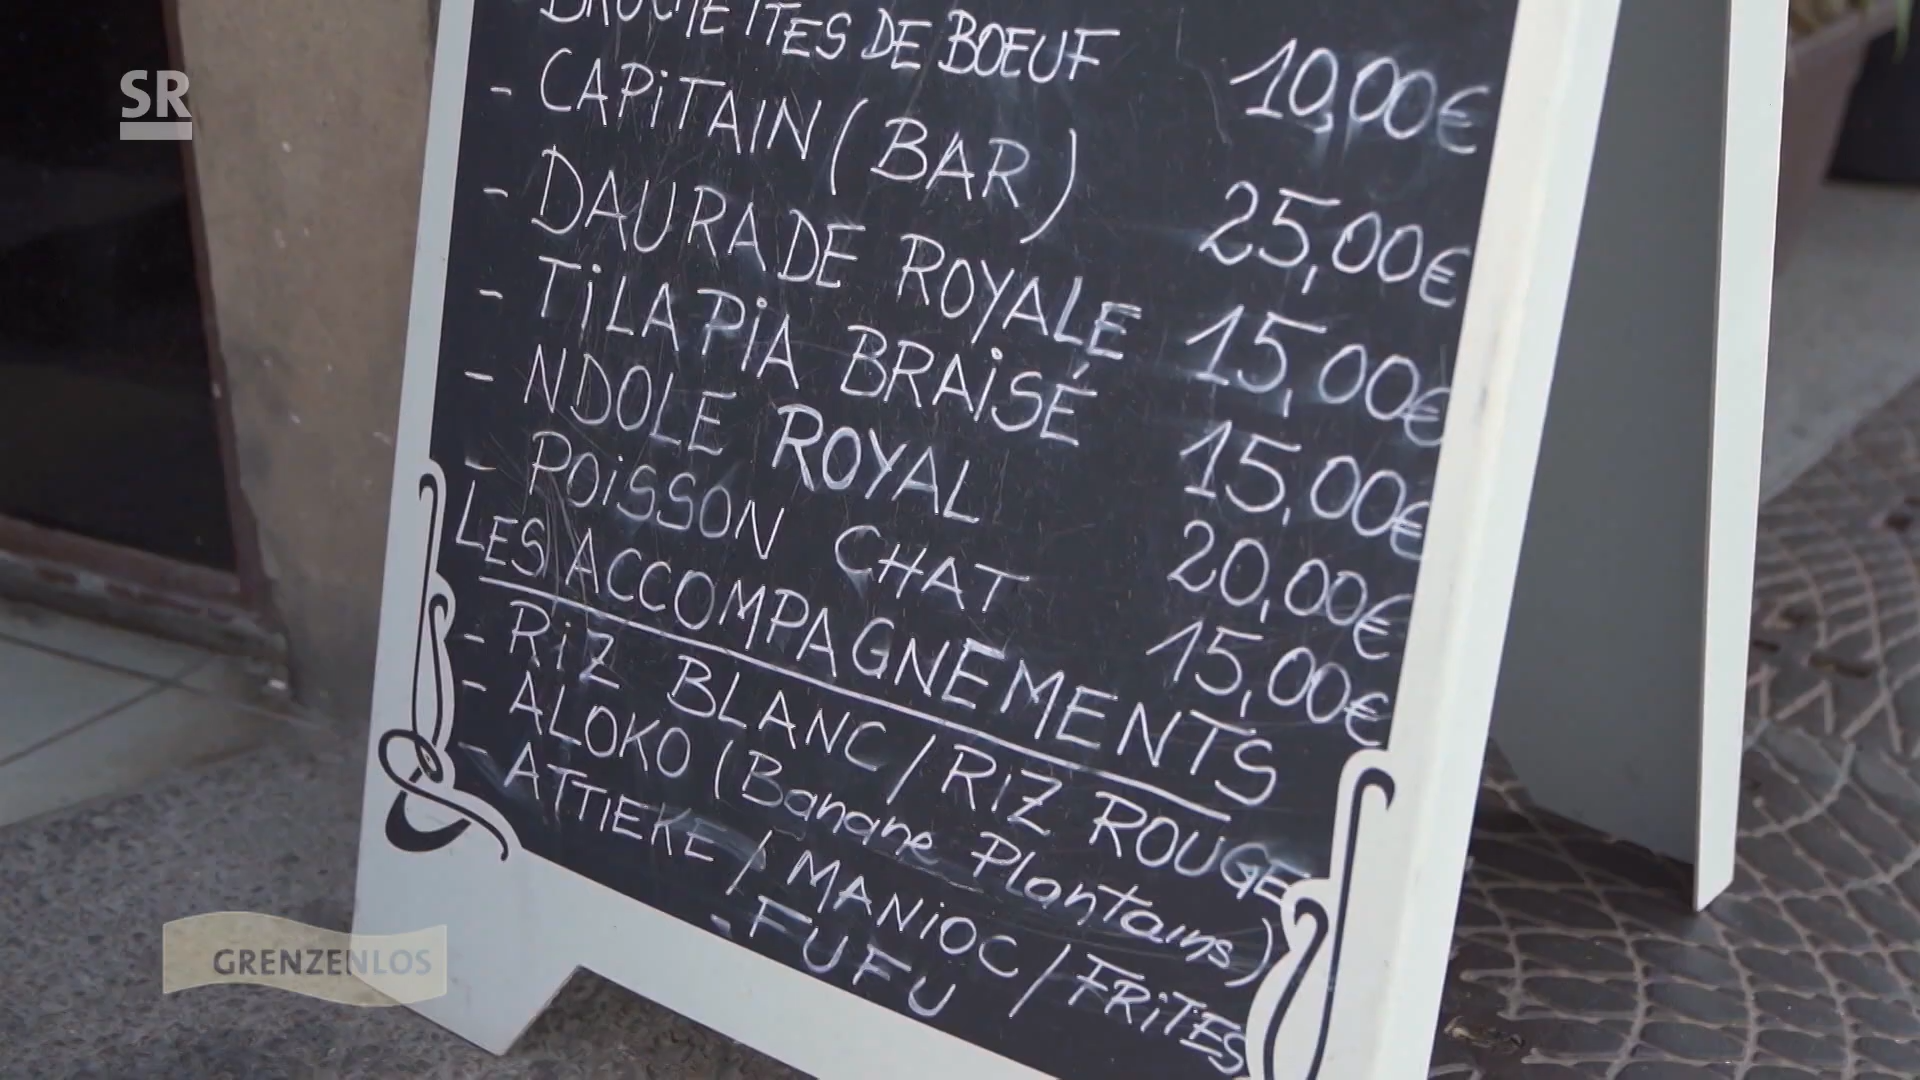 SR
BROCHETTES DE BOEUF 10,00€
- CAPiTAIN (BAR) 25,00€
- DAURADE ROYALE 15,00€
- TiLAPiA BRAiSÉ 15,00€
- NDOLE ROYAL 20,00€
- POiSSON CHAT 15,00€
LES ACCOMPAGNEMENTS
- RiZ BLANC / RiZ ROUGE
- ALOKO (Banane Plantains)
- ATTIEKE / MANiOC / FRiTES
- FUFU
GRENZENLOS